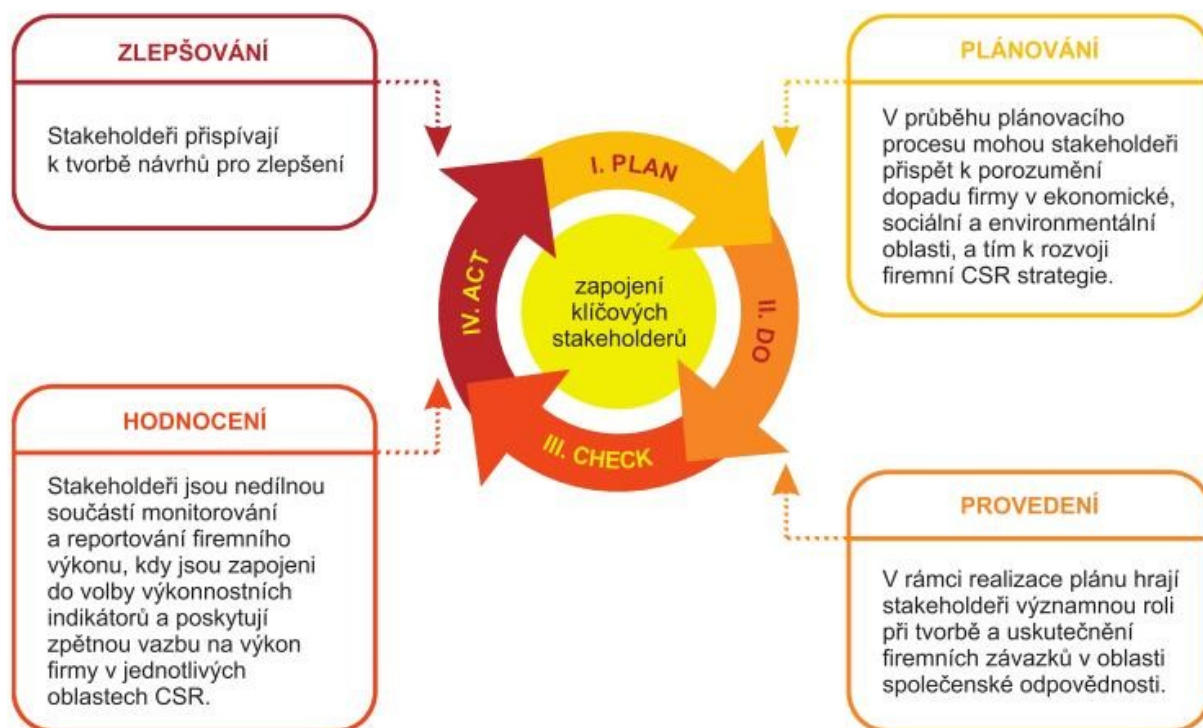 ZLEPŠOVÁNÍ
Stakeholdeři přispívají
k tvorbě návrhů pro zlepšení
PLÁNOVÁNÍ
V průběhu plánovacího
procesu mohou stakeholdeři
přispět k porozumění
dopadu firmy v ekonomické,
sociální a environmentální
oblasti, a tím k rozvoji
firemní CSR strategie.
I. PLAN
II. DO
III. CHECK
IV. ACT
zapojení
klíčových
stakeholderů
HODNOCENÍ
Stakeholdeři jsou nedílnou
součástí monitorování
a reportování firemního
výkonu, kdy jsou zapojeni
do volby výkonnostních
indikátorů a poskytují
zpětnou vazbu na výkon
firmy v jednotlivých
oblastech CSR.
PROVEDENÍ
V rámci realizace plánu hrají
stakeholdeři významnou roli
při tvorbě a uskutečnění
firemních závazků v oblasti
společenské odpovědnosti.